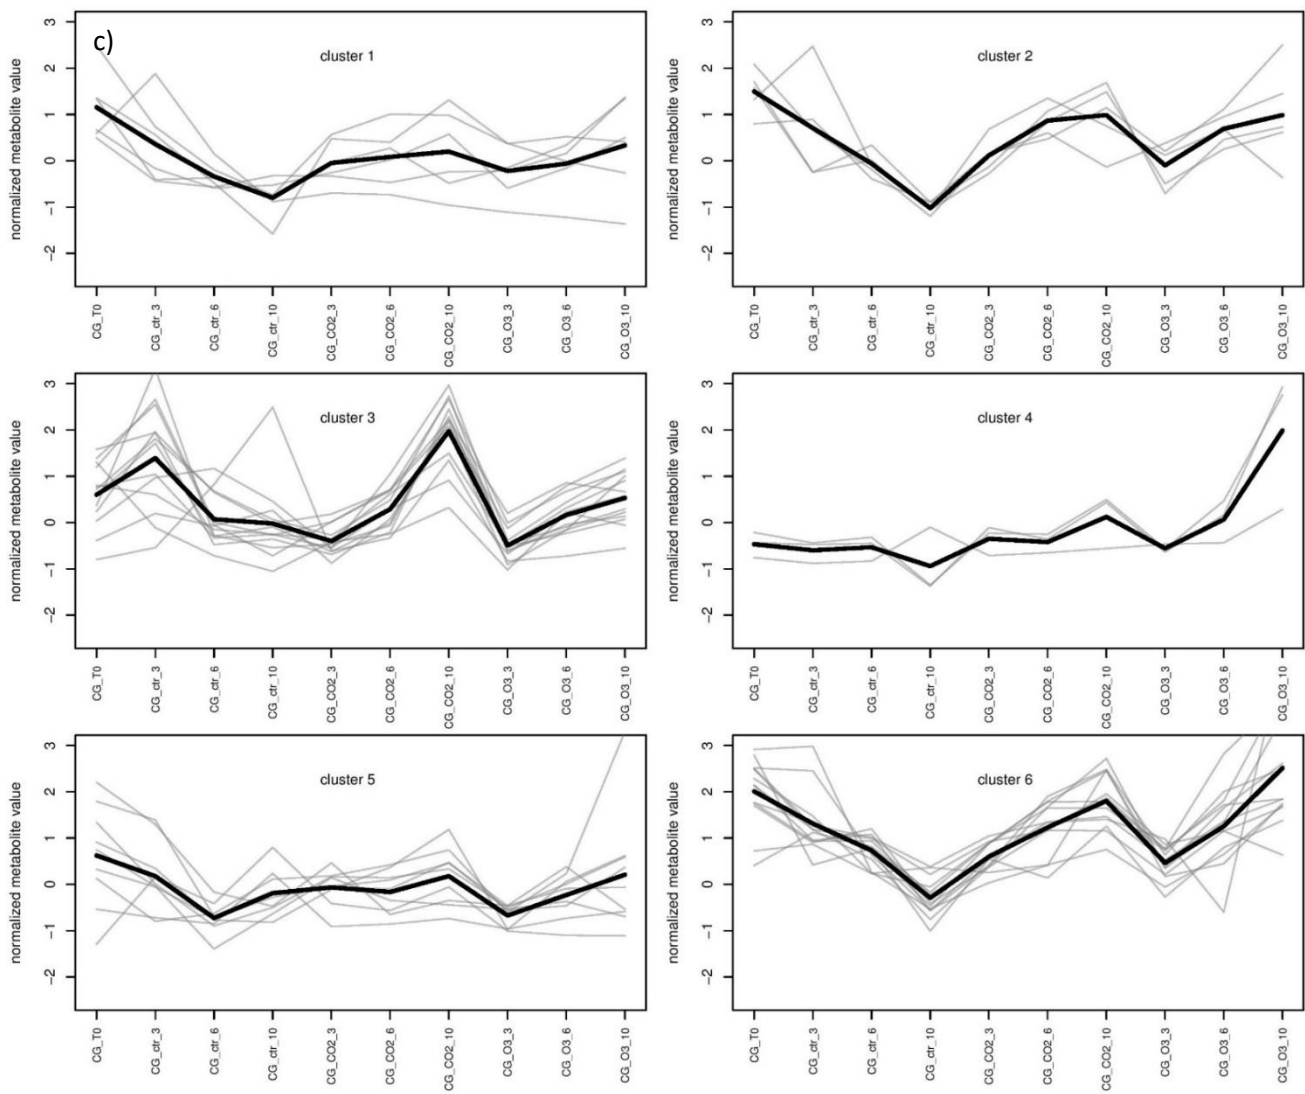 c)
cluster 1
normalized metabolite value
3
2
1
0
−1
−2
CG_T0
CG_ctr_3
CG_ctr_6
CG_ctr_10
CG_CO2_3
CG_CO2_6
CG_CO2_10
CG_O3_3
CG_O3_6
CG_O3_10
cluster 2
normalized metabolite value
3
2
1
0
−1
−2
CG_T0
CG_ctr_3
CG_ctr_6
CG_ctr_10
CG_CO2_3
CG_CO2_6
CG_CO2_10
CG_O3_3
CG_O3_6
CG_O3_10
cluster 3
normalized metabolite value
3
2
1
0
−1
−2
CG_T0
CG_ctr_3
CG_ctr_6
CG_ctr_10
CG_CO2_3
CG_CO2_6
CG_CO2_10
CG_O3_3
CG_O3_6
CG_O3_10
cluster 4
normalized metabolite value
3
2
1
0
−1
−2
CG_T0
CG_ctr_3
CG_ctr_6
CG_ctr_10
CG_CO2_3
CG_CO2_6
CG_CO2_10
CG_O3_3
CG_O3_6
CG_O3_10
cluster 5
normalized metabolite value
3
2
1
0
−1
−2
CG_T0
CG_ctr_3
CG_ctr_6
CG_ctr_10
CG_CO2_3
CG_CO2_6
CG_CO2_10
CG_O3_3
CG_O3_6
CG_O3_10
cluster 6
normalized metabolite value
3
2
1
0
−1
−2
CG_T0
CG_ctr_3
CG_ctr_6
CG_ctr_10
CG_CO2_3
CG_CO2_6
CG_CO2_10
CG_O3_3
CG_O3_6
CG_O3_10